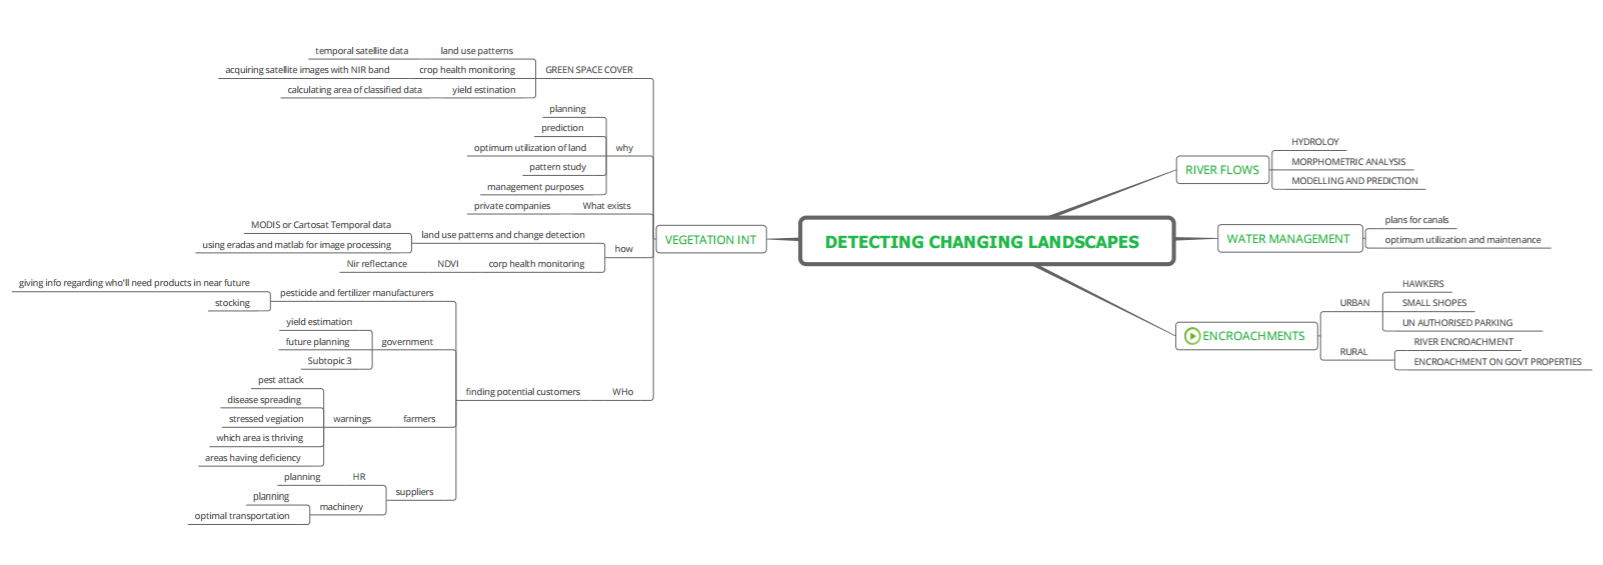 DETECTING CHANGING LANDSCAPES
VEGETATION INT
GREEN SPACE COVER
land use patterns
temporal satellite data
crop health monitoring
acquiring satellite images with NIR band
yield estination
calculating area of classified data
why
planning
prediction
optimum utilization of land
pattern study
management purposes
What exists
private companies
how
land use patterns and change detection
MODIS or Cartosat Temporal data
using eradas and matlab for image processing
corp health monitoring
NDVI
Nir reflectance
WHo
finding potential customers
pesticide and fertilizer manufacturers
giving info regarding who'll need products in near future
stocking
government
yield estimation
future planning
Subtopic 3
farmers
warnings
pest attack
disease spreading
stressed vegiation
which area is thriving
areas having deficiency
suppliers
HR
planning
machinery
planning
optimal transportation
RIVER FLOWS
HYDROLOY
MORPHOMETRIC ANALYSIS
MODELLING AND PREDICTION
WATER MANAGEMENT
plans for canals
optimum utilization and maintenance
ENCROACHMENTS
URBAN
HAWKERS
SMALL SHOPES
UN AUTHORISED PARKING
RURAL
RIVER ENCROACHMENT
ENCROACHMENT ON GOVT PROPERTIES